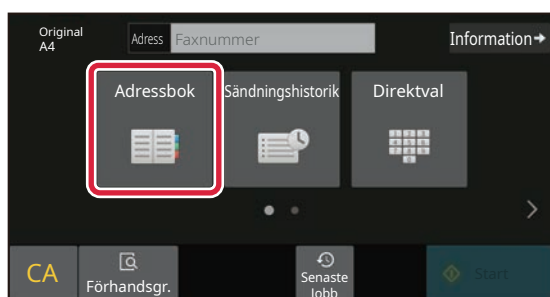 Original
A4
Adress
Faxnummer
Information
Adressbok
Sändningshistorik
Direktval
CA
Förhandsgr.
Senaste
Jobb
Start